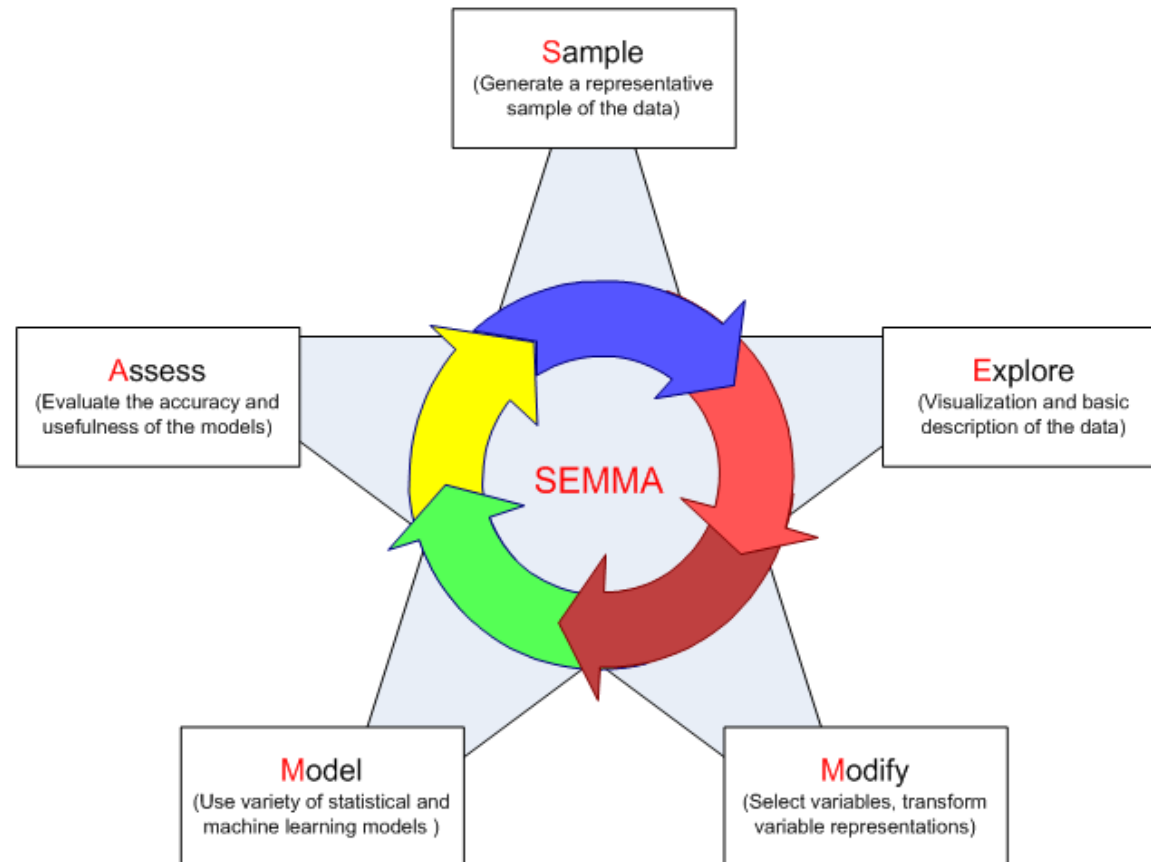 Sample
(Generate a representative
sample of the data)
Assess
(Evaluate the accuracy and
usefulness of the models)
Explore
(Visualization and basic
description of the data)
SEMMA
Model
(Use variety of statistical and
machine learning models )
Modify
(Select variables, transform
variable representations)